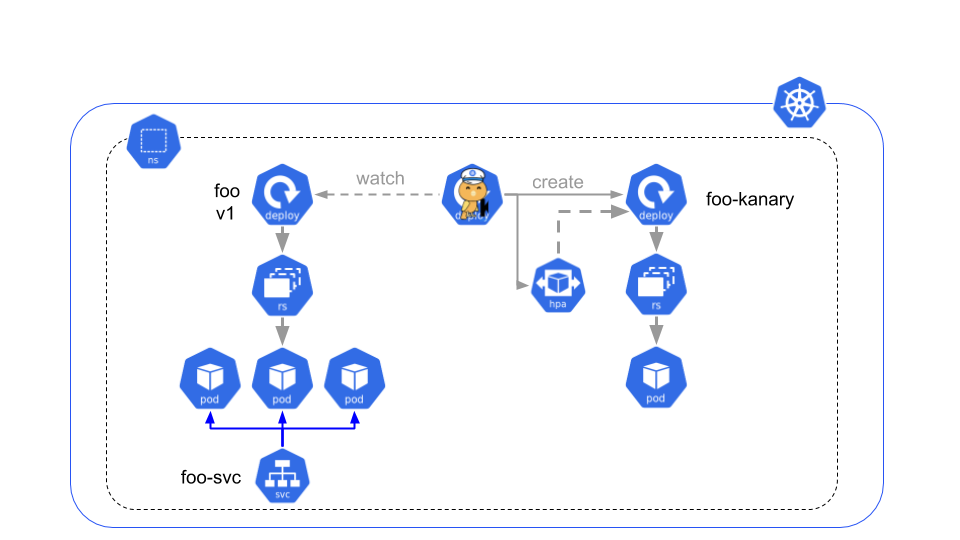 ns
foo
v1
deploy
watch
deploy
create
deploy
foo-kanary
rs
hpa
rs
pod
pod
pod
pod
foo-svc
svc